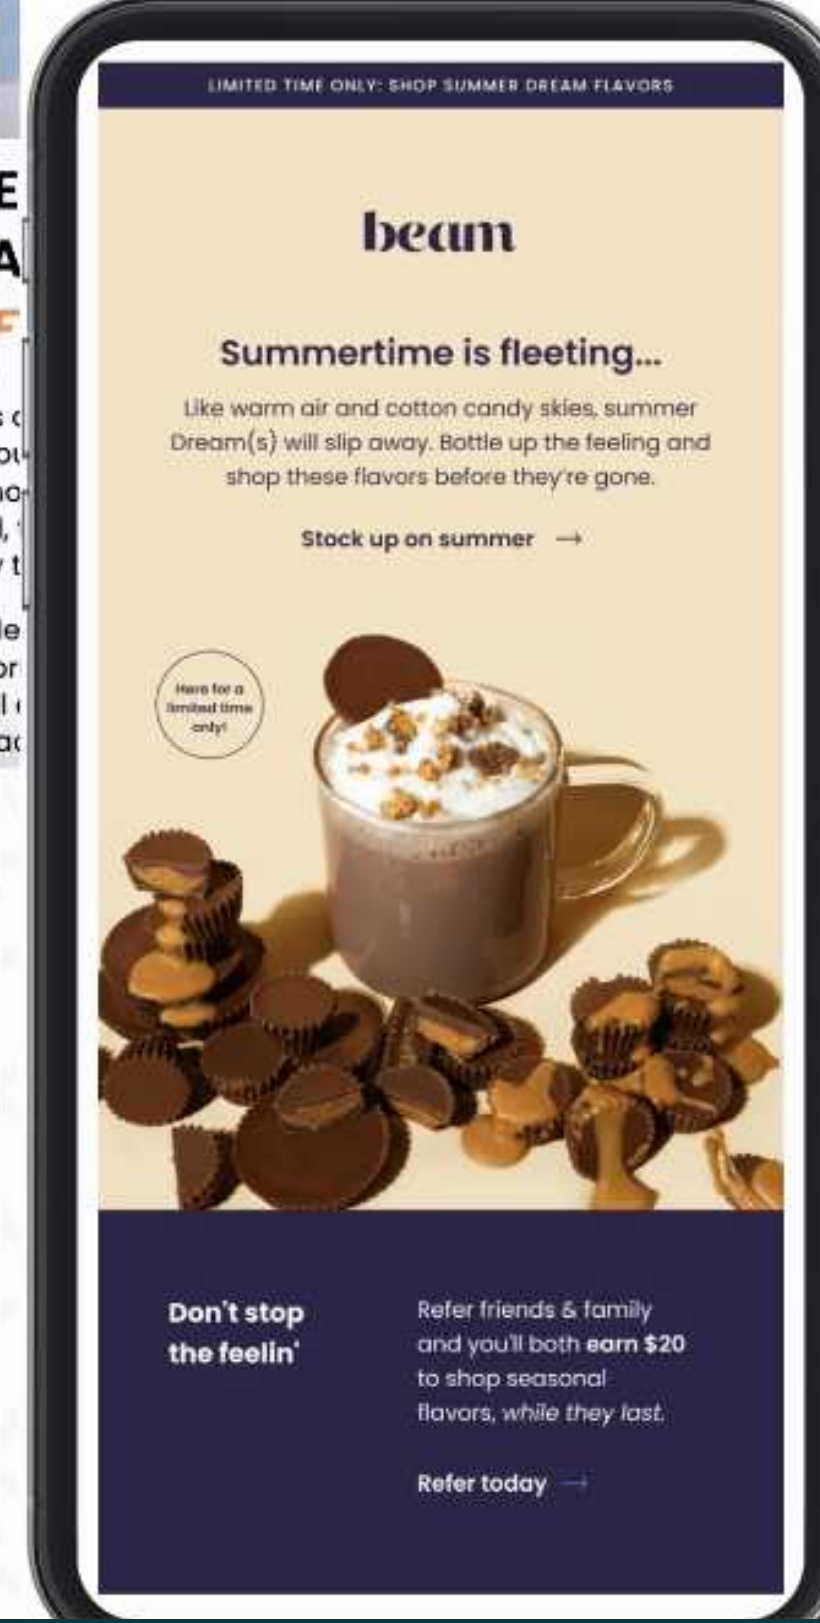 LIMITED TIME ONLY: SHOP SUMMER DREAM FLAVORS
beam
Summertime is fleeting...
Like warm air and cotton candy skies, summer
Dream(s) will slip away. Bottle up the feeling and
shop these flavors before they're gone.
Stock up on summer →
Here for a
limited time
only!
Don't stop
the feelin'
Refer friends & family
and you'll both earn $20
to shop seasonal
flavors, while they last.
Refer today →